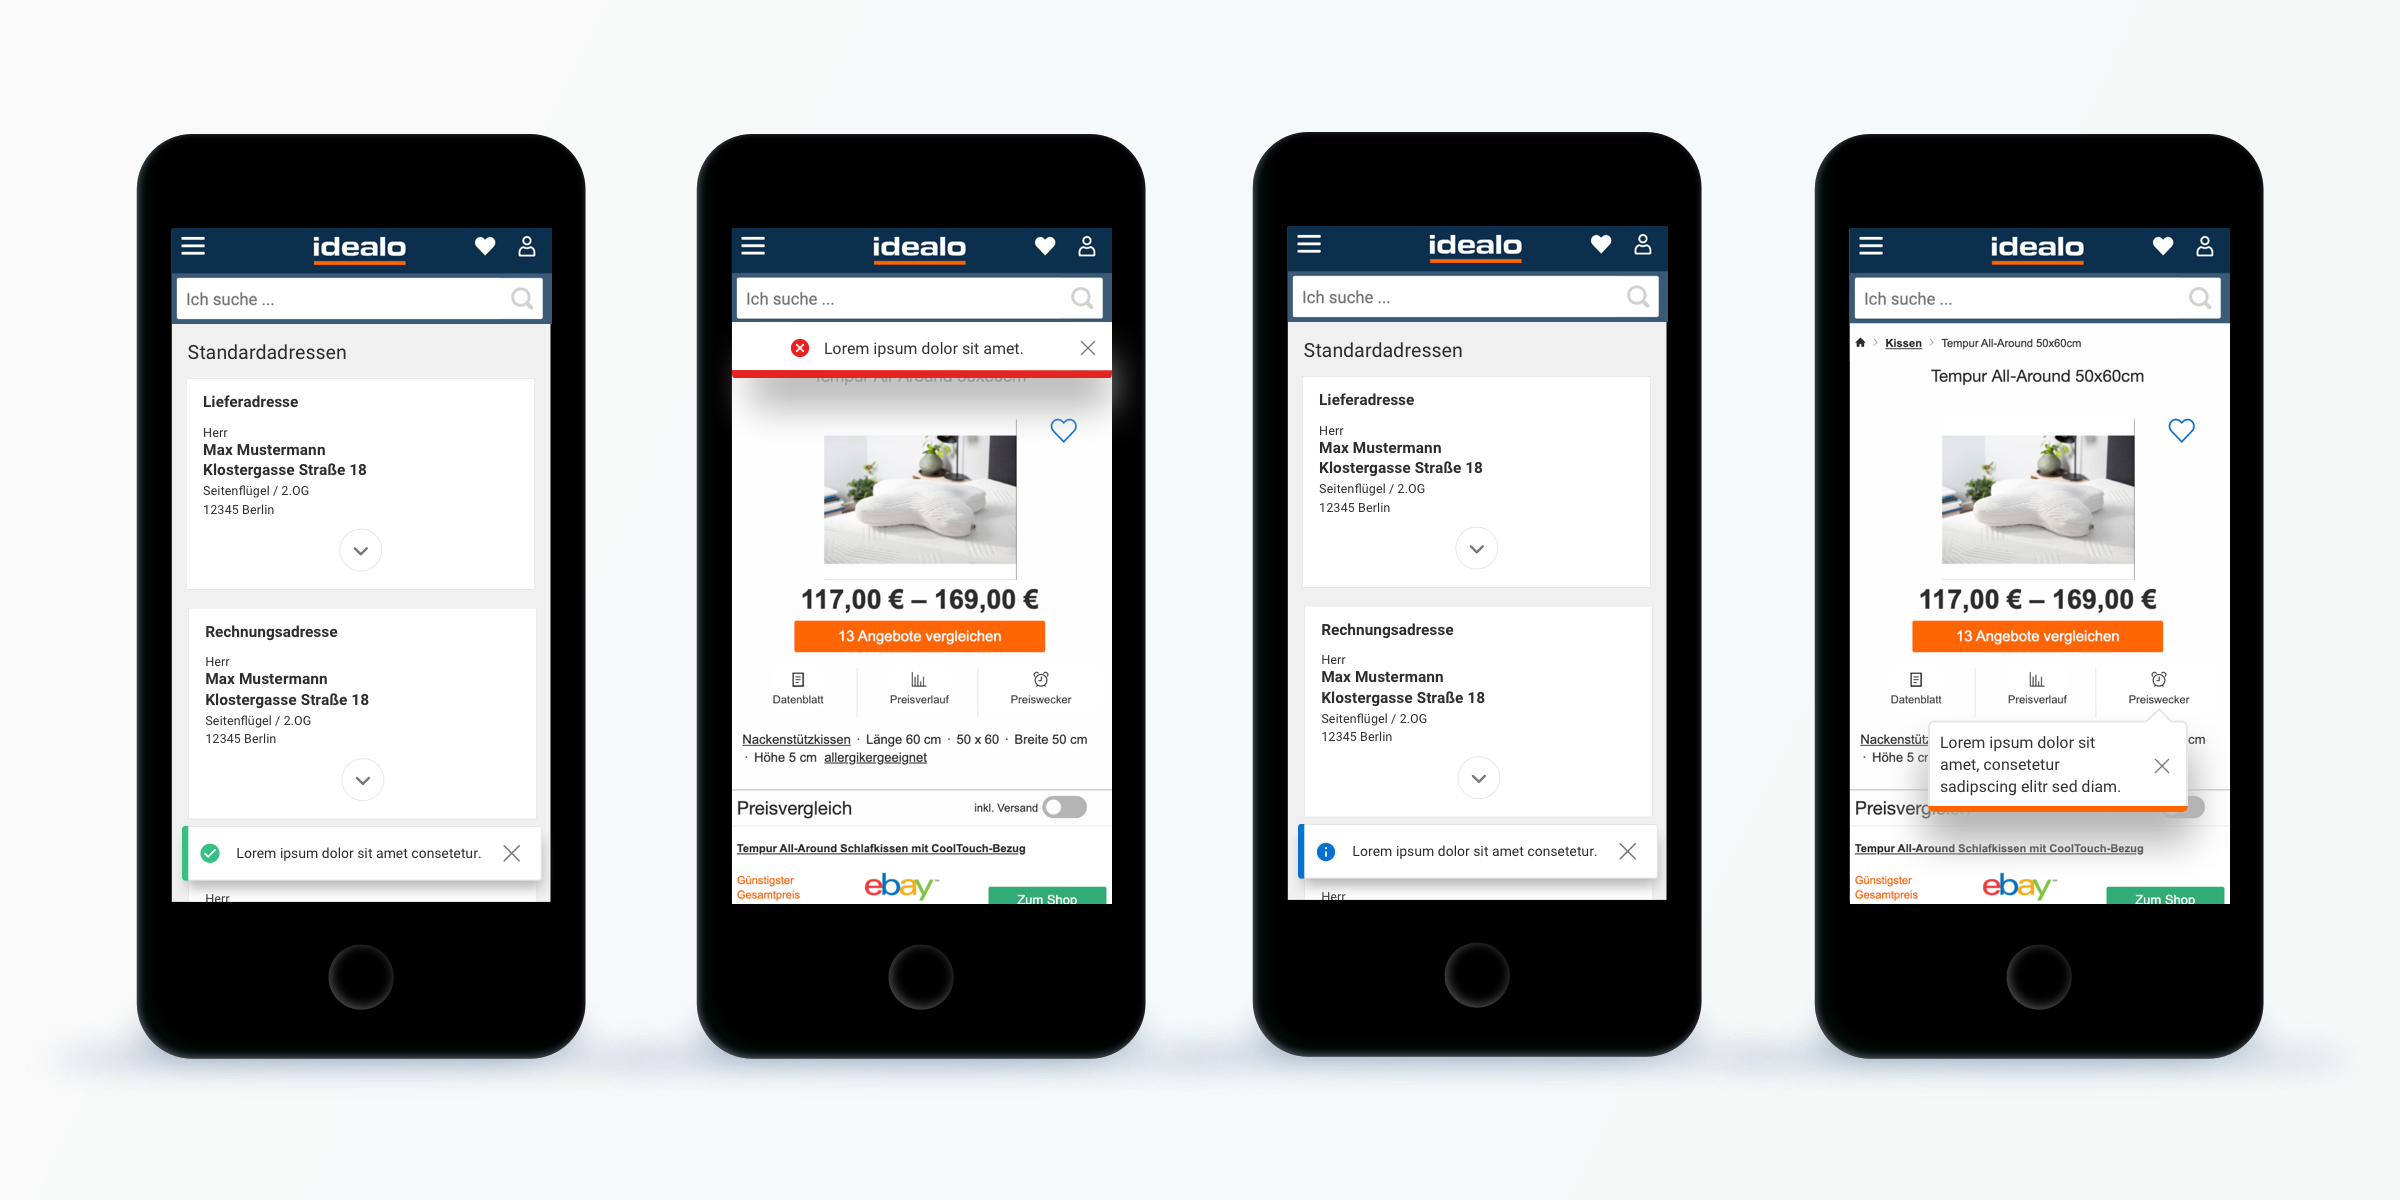 idealo
Ich suche ...
Standardadressen
Lieferadresse
Herr
Max Mustermann
Klostergasse Straße 18
Seitenflügel / 2.OG
12345 Berlin
Rechnungsadresse
Herr
Max Mustermann
Klostergasse Straße 18
Seitenflügel / 2.OG
12345 Berlin
Lorem ipsum dolor sit amet consetetur.
Herr
idealo
Ich suche ...
Lorem ipsum dolor sit amet.
Tempur All-Around 50x60cm
117,00 € – 169,00 €
13 Angebote vergleichen
Datenblatt Preisverlauf Preiswecker
Nackenstützkissen · Länge 60 cm · 50 x 60 · Breite 50 cm
· Höhe 5 cm allergikergeeignet
Preisvergleich inkl. Versand
Tempur All-Around Schlafkissen mit CoolTouch-Bezug
Günstigster
Gesamtpreis
ebay™
Zum Shop
idealo
Ich suche ...
Standardadressen
Lieferadresse
Herr
Max Mustermann
Klostergasse Straße 18
Seitenflügel / 2.OG
12345 Berlin
Rechnungsadresse
Herr
Max Mustermann
Klostergasse Straße 18
Seitenflügel / 2.OG
12345 Berlin
Lorem ipsum dolor sit amet consetetur.
Herr
idealo
Ich suche ...
Kissen > Tempur All-Around 50x60cm
Tempur All-Around 50x60cm
117,00 € – 169,00 €
13 Angebote vergleichen
Datenblatt Preisverlauf Preiswecker
Nackenstütz cm
· Höhe 5 c
Lorem ipsum dolor sit
amet, consetetur
sadipscing elitr sed diam.
Preisverg
Tempur All-Around Schlafkissen mit CoolTouch-Bezug
Günstigster
Gesamtpreis
ebay™
Zum Shop